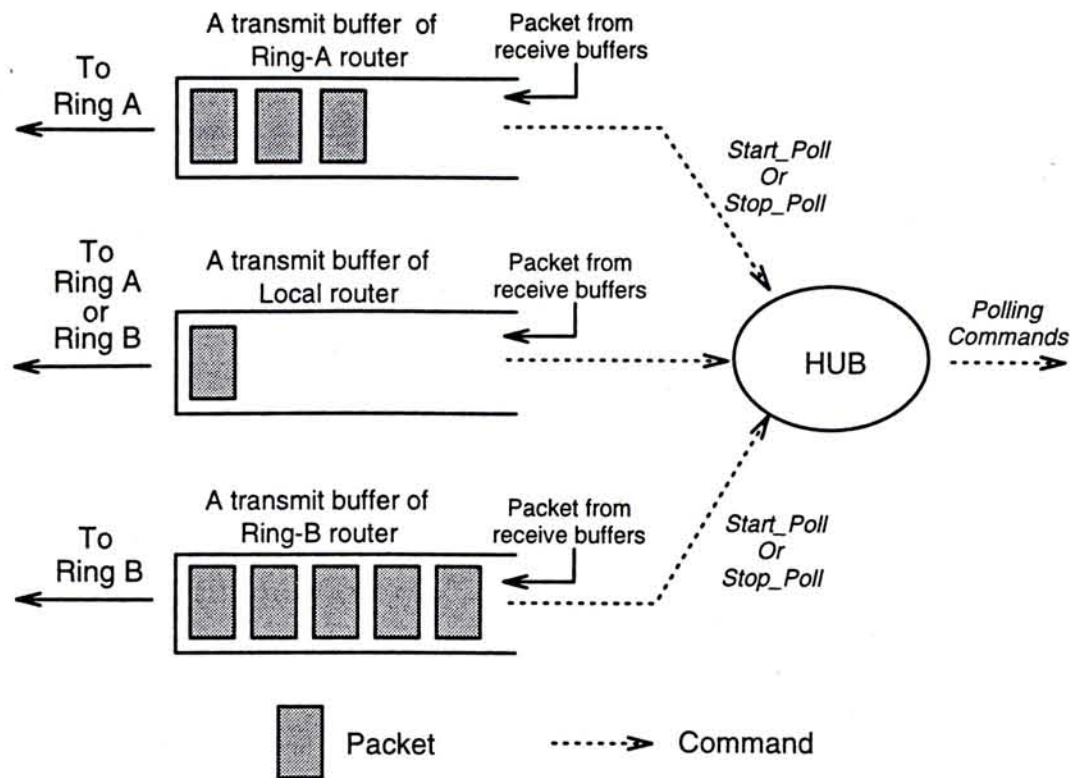 A transmit buffer of
Ring-A router
Packet from
receive buffers
To
Ring A
Start_Poll
Or
Stop_Poll
To
Ring A
or
Ring B
A transmit buffer of
Local router
Packet from
receive buffers
HUB
Polling
Commands
A transmit buffer of
Ring-B router
Packet from
receive buffers
To
Ring B
Start_Poll
Or
Stop_Poll
Packet
Command